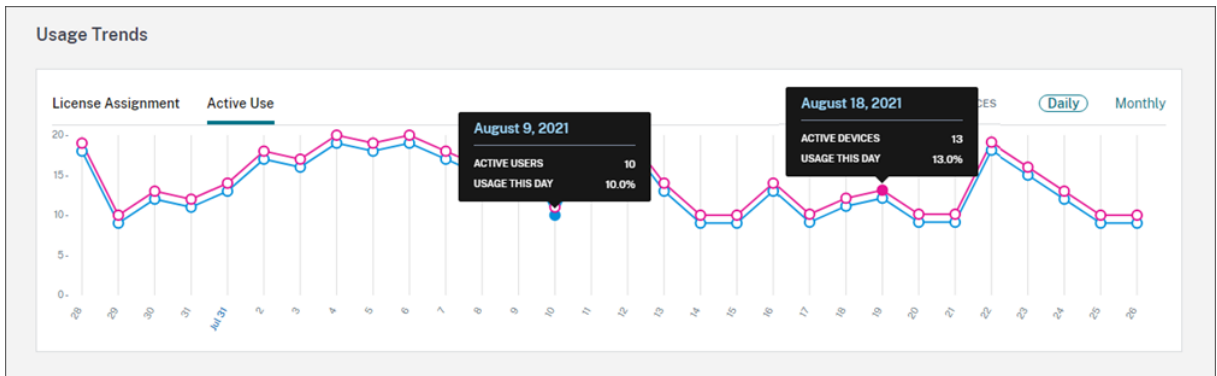 Usage Trends
License Assignment Active Use
CES Daily Monthly
August 9, 2021
ACTIVE USERS 10
USAGE THIS DAY 10.0%
August 18, 2021
ACTIVE DEVICES 13
USAGE THIS DAY 13.0%
20-
15-
10-
5-
0-
28 29 30 31 Jul 31 2 3 4 5 6 7 8 9 10 11 12 13 14 15 16 17 18 19 20 21 22 23 24 25 26